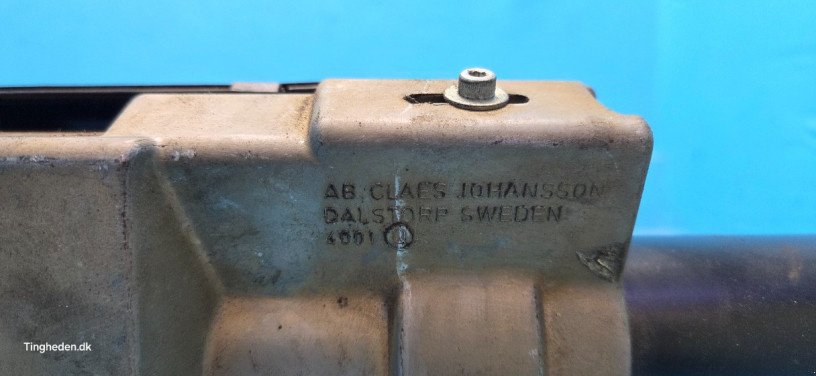 AB. CLAES JOHANSSON
DALSTORP SWEDEN
4001
Tingheden.dk